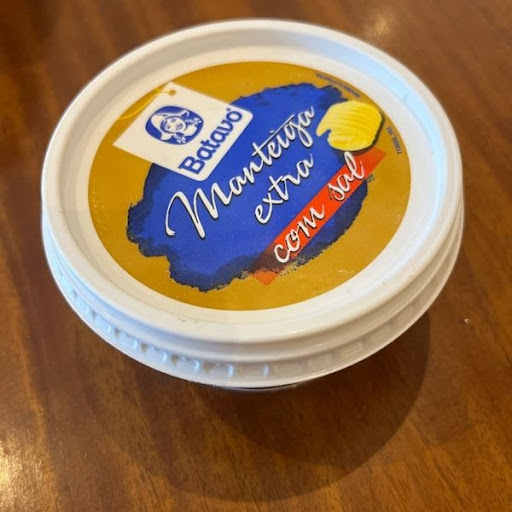 Batavo
Manteiga
extra
com sal